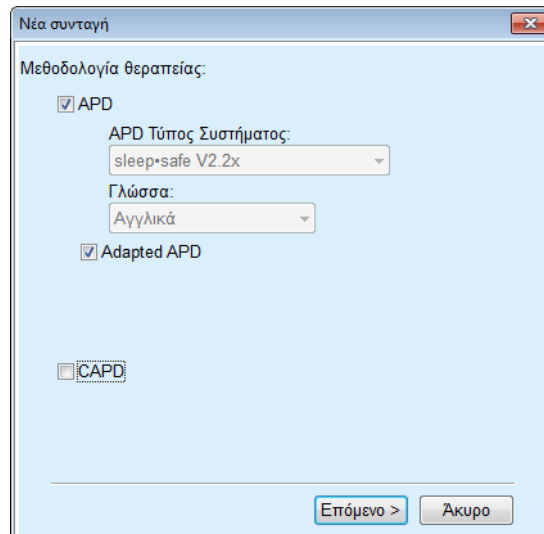 Νέα συνταγή
Μεθοδολογία θεραπείας:
APD
APD Τύπος Συστήματος:
sleep•safe V2.2x
Γλώσσα:
Αγγλικά
Adapted APD
CAPD
Επόμενο > Άκυρο